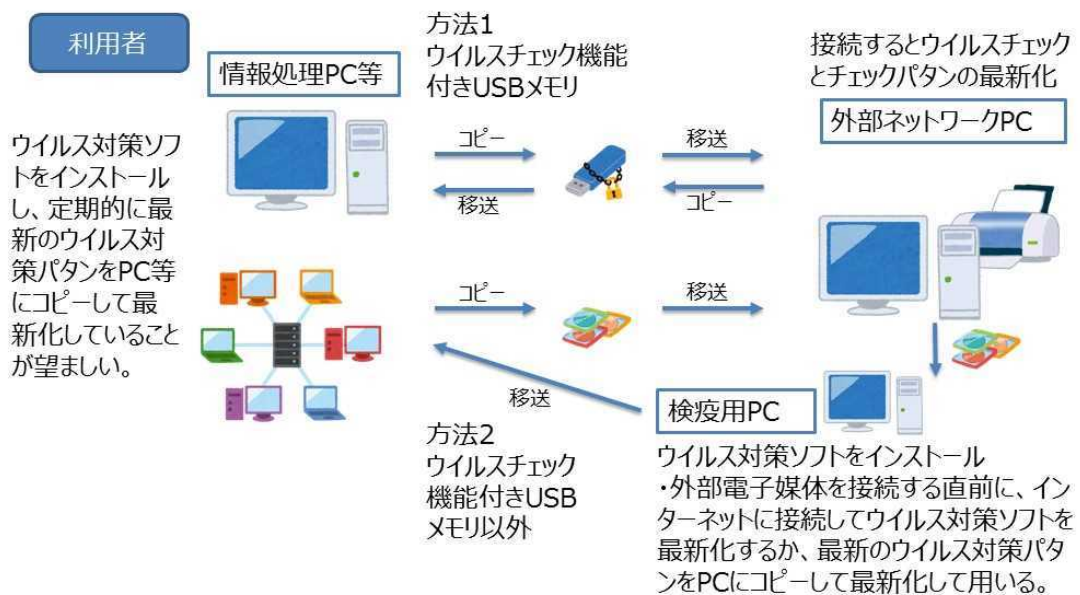 利用者
情報処理PC等
ウイルス対策ソフ
トをインストール
し、定期的に最
新のウイルス対
策パタンをPC等
にコピーして最
新化していること
が望ましい。
方法1
ウイルスチェック機能
付きUSBメモリ
コピー
移送
移送
コピー
接続するとウイルスチェック
とチェックパタンの最新化
外部ネットワークPC
コピー
移送
移送
方法2
ウイルスチェック
機能付きUSB
メモリ以外
検疫用PC
ウイルス対策ソフトをインストール
・外部電子媒体を接続する直前に、イン
ターネットに接続してウイルス対策ソフトを
最新化するか、最新のウイルス対策パタ
ンをPCにコピーして最新化して用いる。